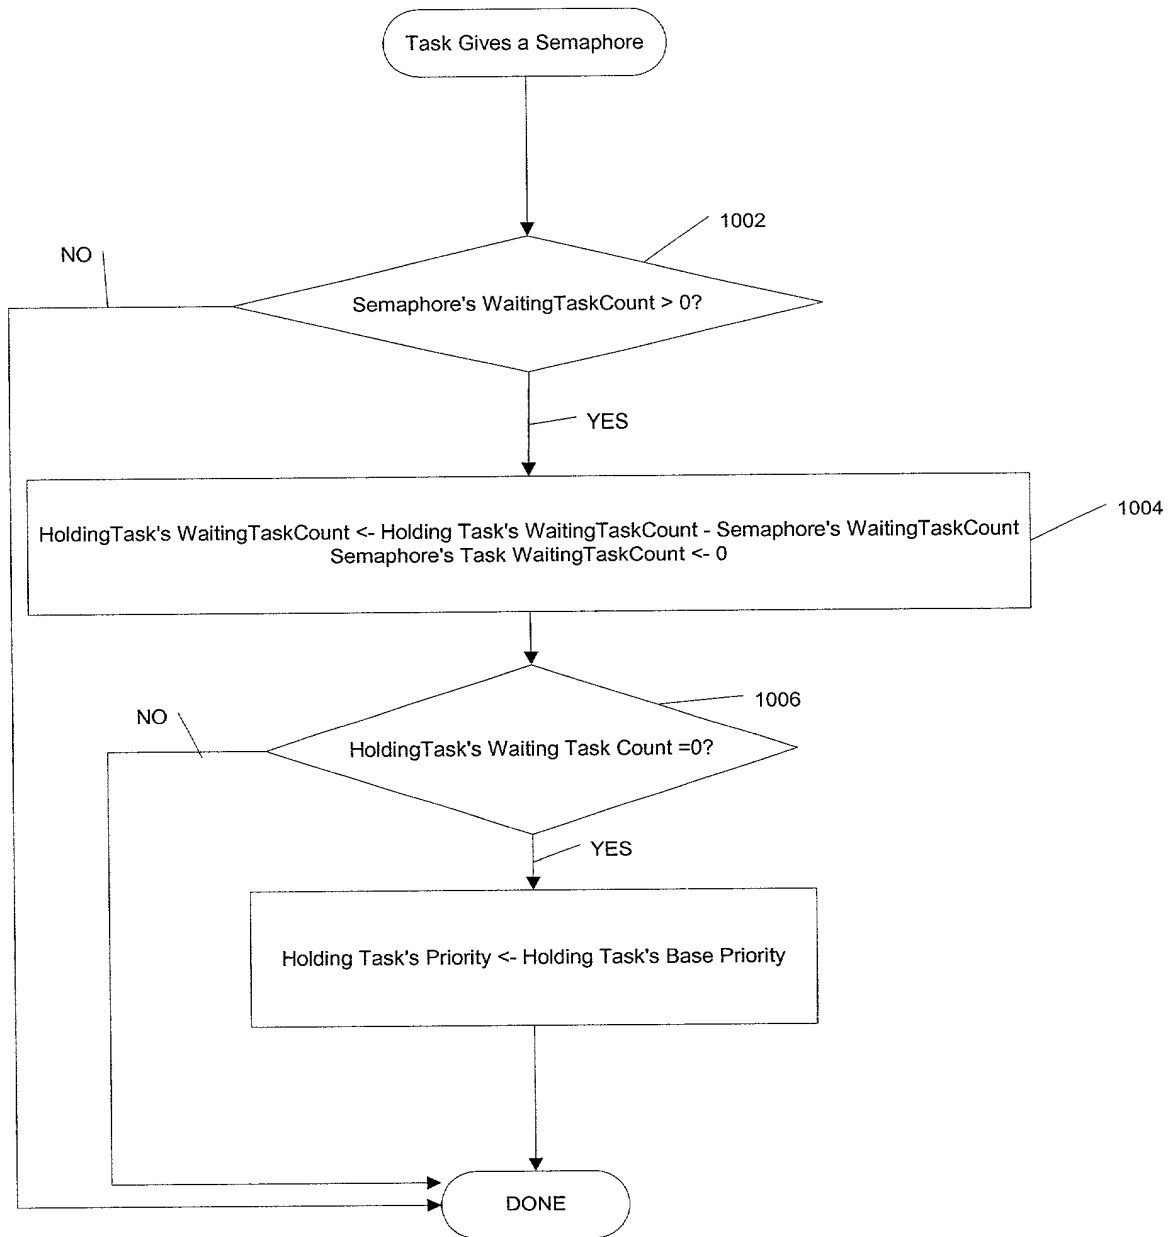 Task Gives a Semaphore
1002
NO
Semaphore's WaitingTaskCount > 0?
YES
1004
HoldingTask's WaitingTaskCount <- Holding Task's WaitingTaskCount - Semaphore's WaitingTaskCount
Semaphore's Task WaitingTaskCount <- 0
1006
NO
HoldingTask's Waiting Task Count =0?
YES
Holding Task's Priority <- Holding Task's Base Priority
DONE